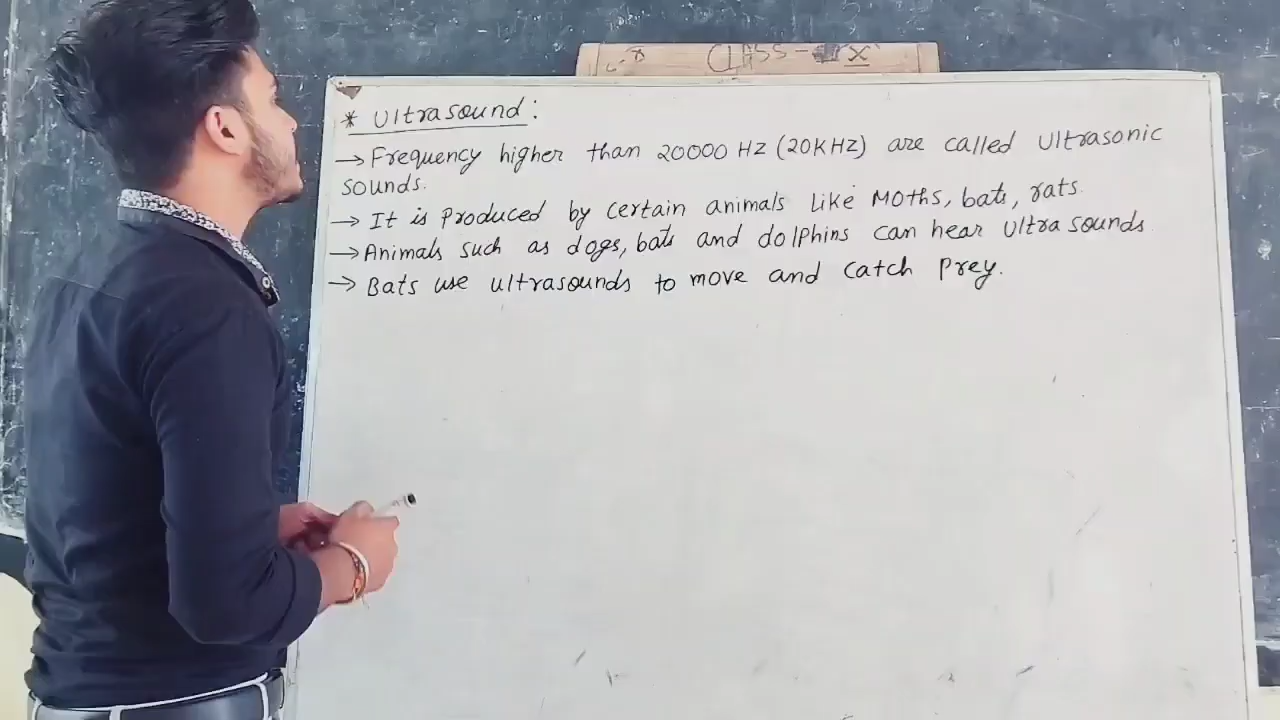 CLASS - X
* Ultrasound:
→ Frequency higher than 20000 HZ (20KHZ) are called Ultrasonic
sounds.
→ It is produced by certain animals like Moths, bats, rats.
→ Animals such as dogs, bats and dolphins can hear Ultra sounds
→ Bats use ultrasounds to move and catch prey.